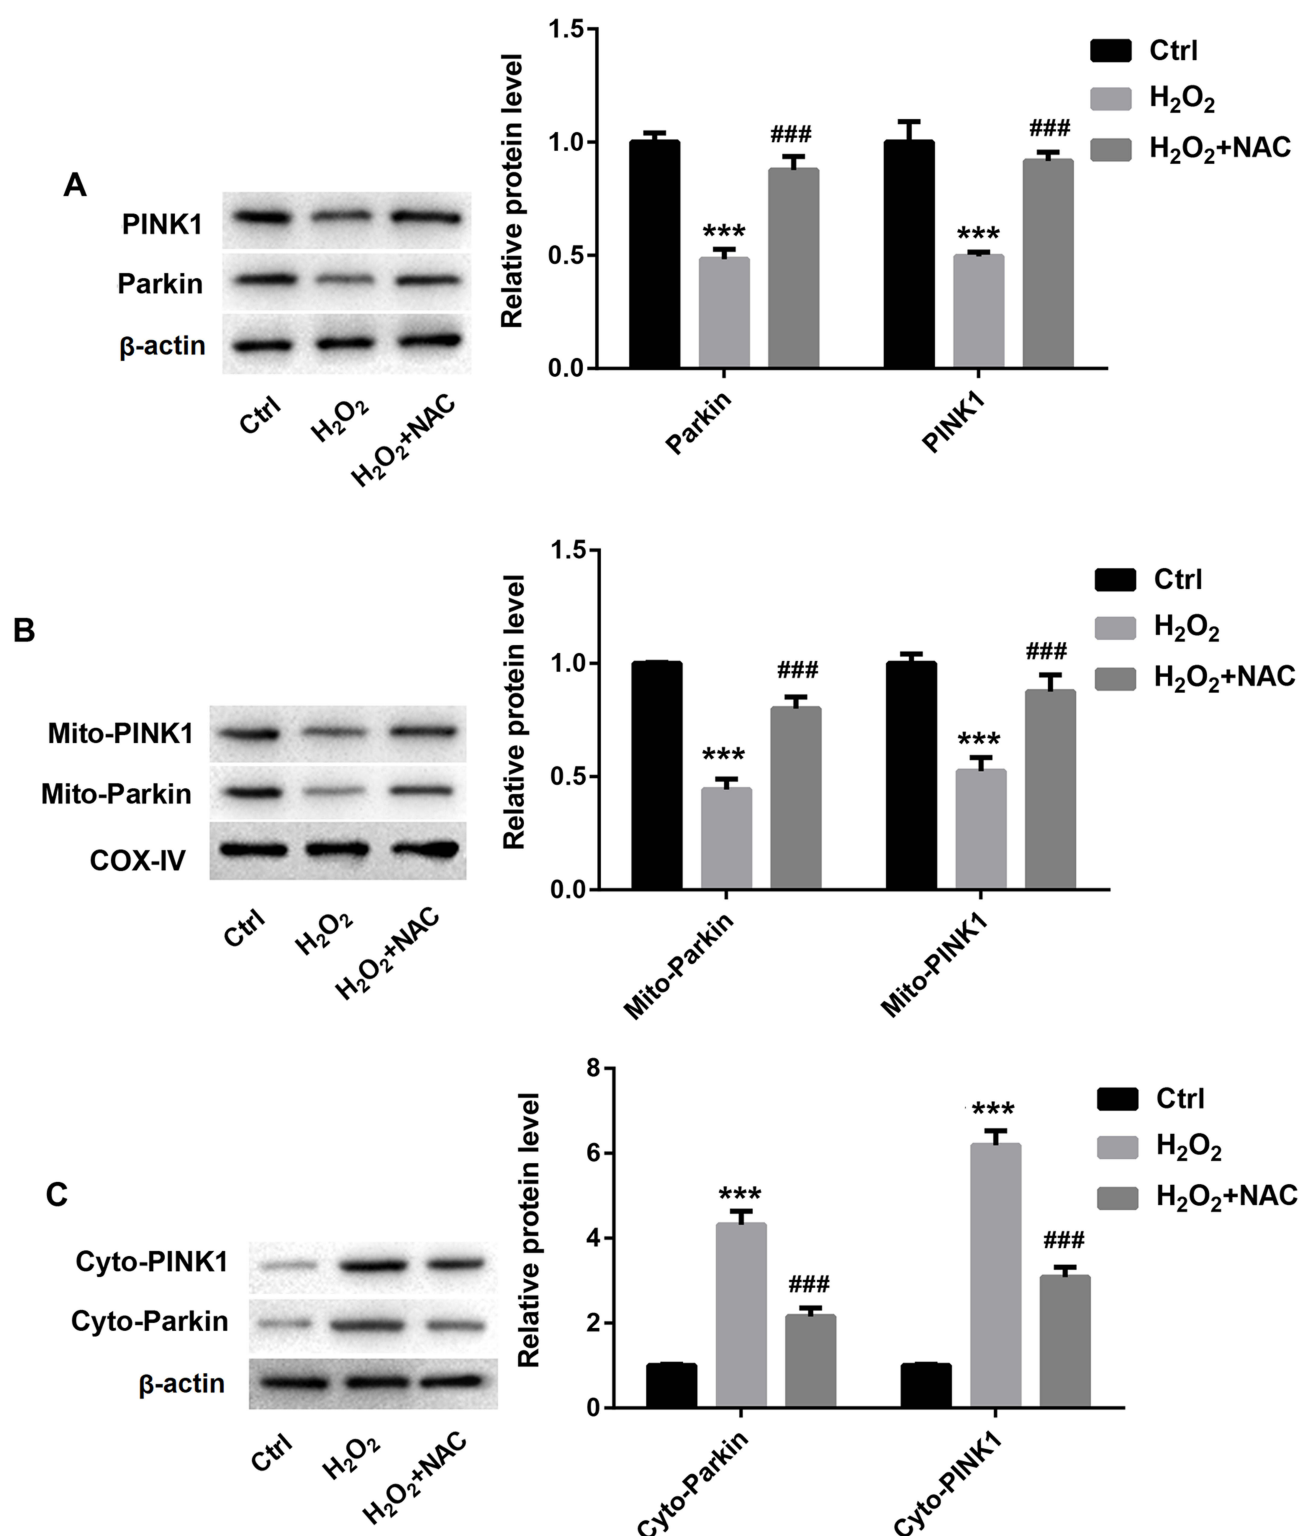 A
PINK1
Parkin
β-actin
Ctrl
H₂O₂
H₂O₂+NAC
Relative protein level
1.5
1.0
0.5
0.0
***
###
***
###
Parkin
PINK1
Ctrl
H₂O₂
H₂O₂+NAC
B
Mito-PINK1
Mito-Parkin
COX-IV
Ctrl
H₂O₂
H₂O₂+NAC
Relative protein level
1.5
1.0
0.5
0.0
***
###
***
###
Mito-Parkin
Mito-PINK1
Ctrl
H₂O₂
H₂O₂+NAC
C
Cyto-PINK1
Cyto-Parkin
β-actin
Ctrl
H₂O₂
H₂O₂+NAC
Relative protein level
8
6
4
2
0
***
###
***
###
Cyto-Parkin
Cyto-PINK1
Ctrl
H₂O₂
H₂O₂+NAC